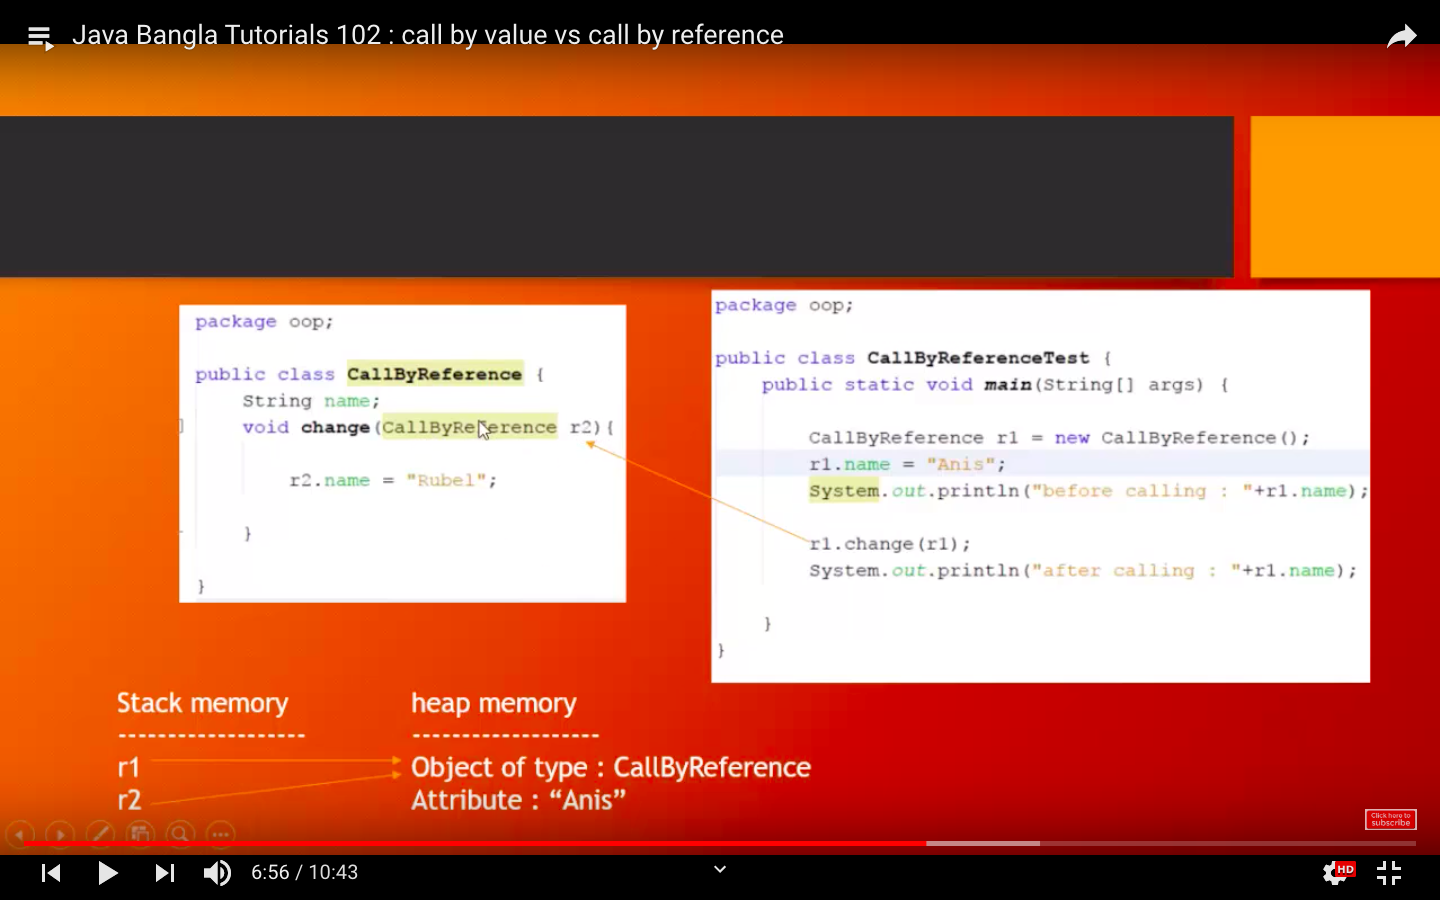 Java Bangla Tutorials 102 : call by value vs call by reference
package oop;
public class CallByReference {
String name;
void change(CallByReference r2){
r2.name = "Rubel";
}
}
package oop;
public class CallByReferenceTest {
public static void main(String[] args) {
CallByReference r1 = new CallByReference();
r1.name = "Anis";
System.out.println("before calling : "+r1.name);
r1.change(r1);
System.out.println("after calling : "+r1.name);
}
}
Stack memory heap memory
------------------ ------------------
r1 Object of type : CallByReference
r2 Attribute : “Anis”
Click here to
subscribe
6:56 / 10:43
HD